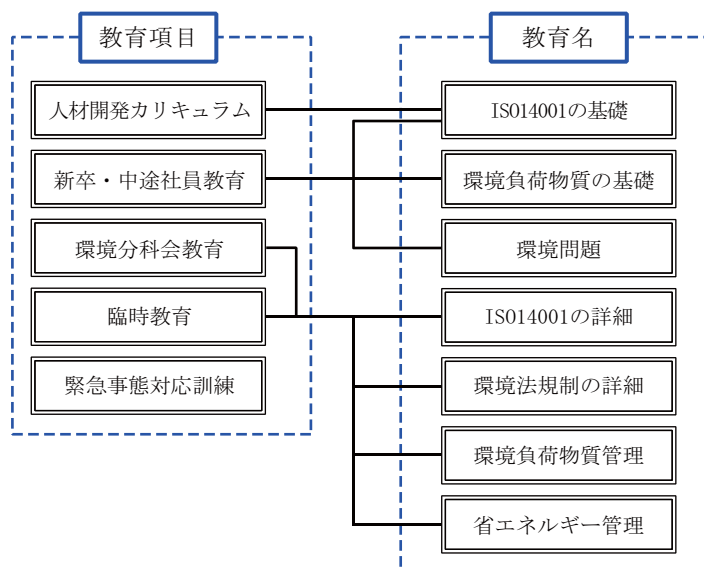 教育項目
人材開発カリキュラム
新卒・中途社員教育
環境分科会教育
臨時教育
緊急事態対応訓練
教育名
ISO14001の基礎
環境負荷物質の基礎
環境問題
ISO14001の詳細
環境法規制の詳細
環境負荷物質管理
省エネルギー管理